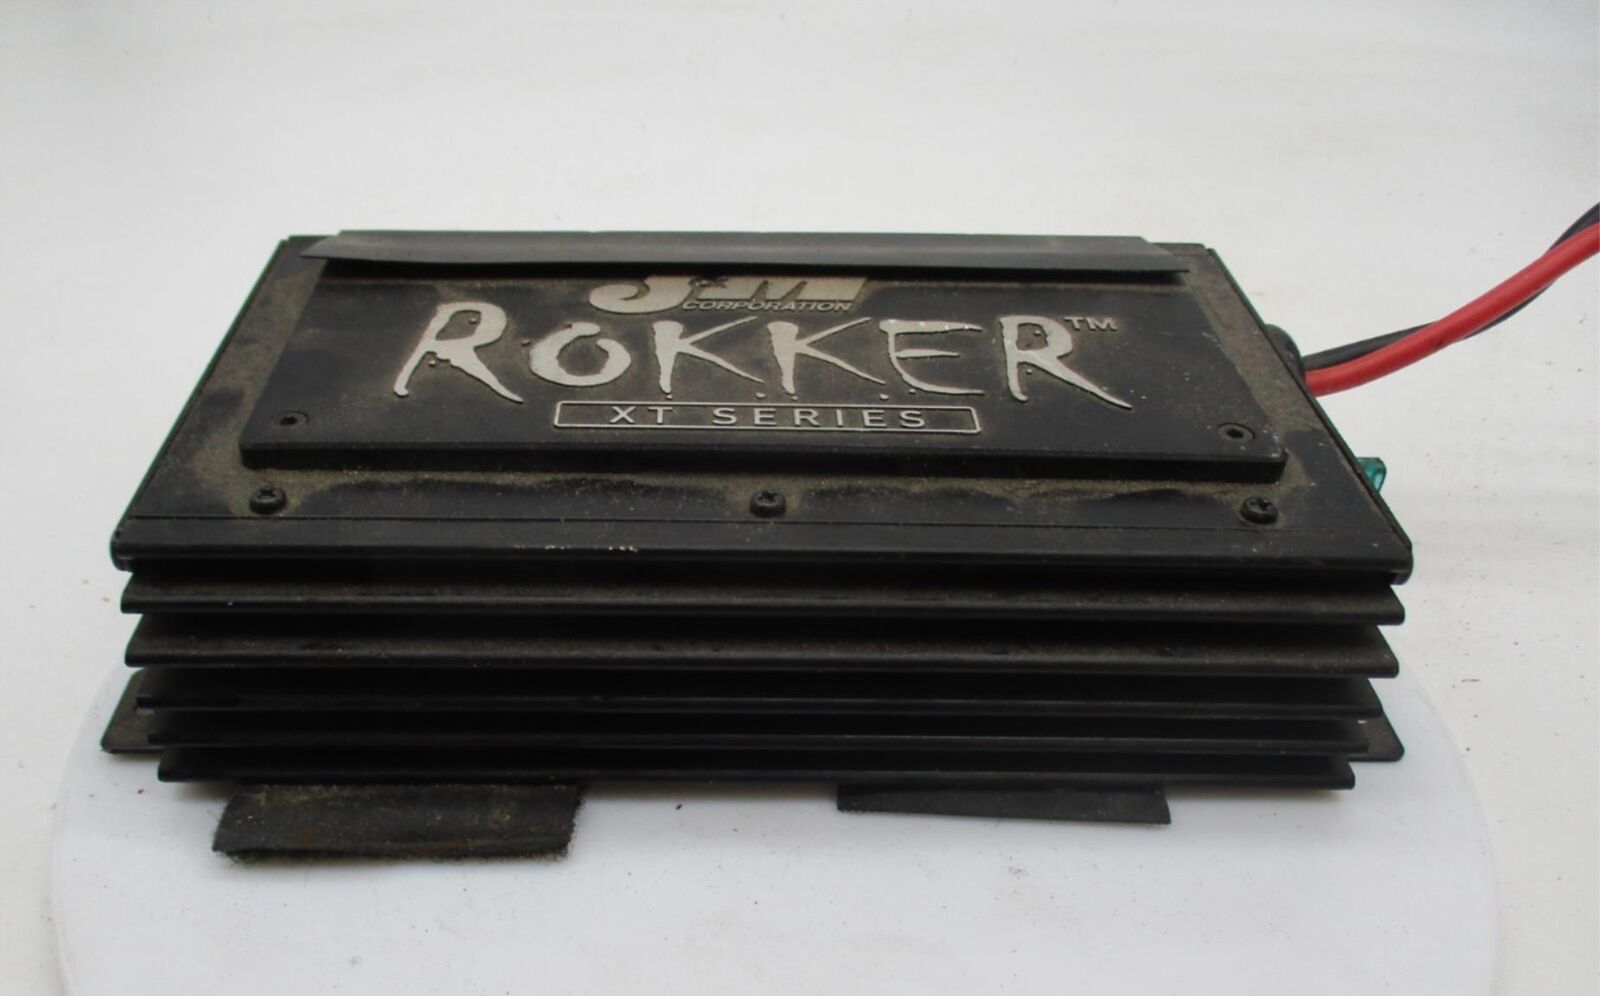 J&M
CORPORATION
ROKKER™
XT SERIES